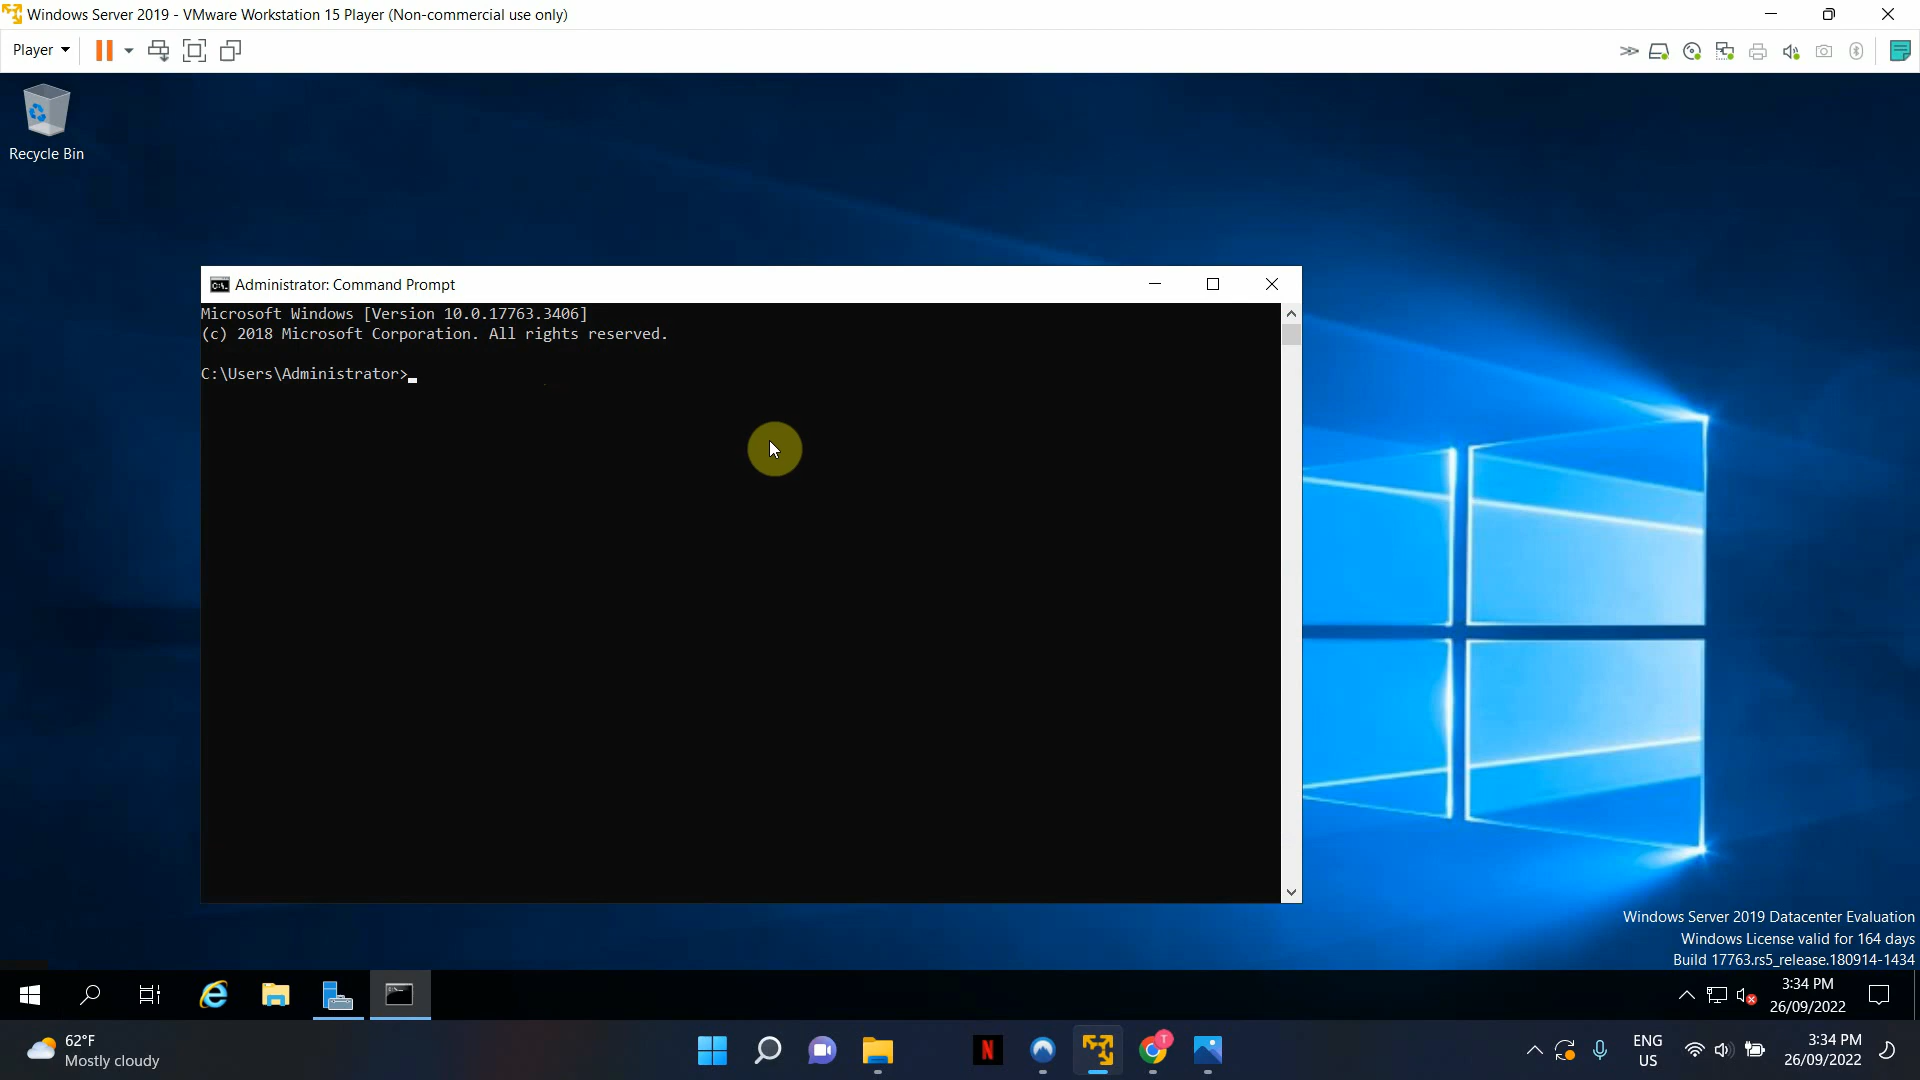 Windows Server 2019 - VMware Workstation 15 Player (Non-commercial use only)
Player
Recycle Bin
Administrator: Command Prompt
Microsoft Windows [Version 10.0.17763.3406]
(c) 2018 Microsoft Corporation. All rights reserved.
C:\Users\Administrator>
Windows Server 2019 Datacenter Evaluation
Windows License valid for 164 days
Build 17763.rs5_release.180914-1434
3:34 PM
26/09/2022
62°F
Mostly cloudy
N
T
ENG
US
3:34 PM
26/09/2022